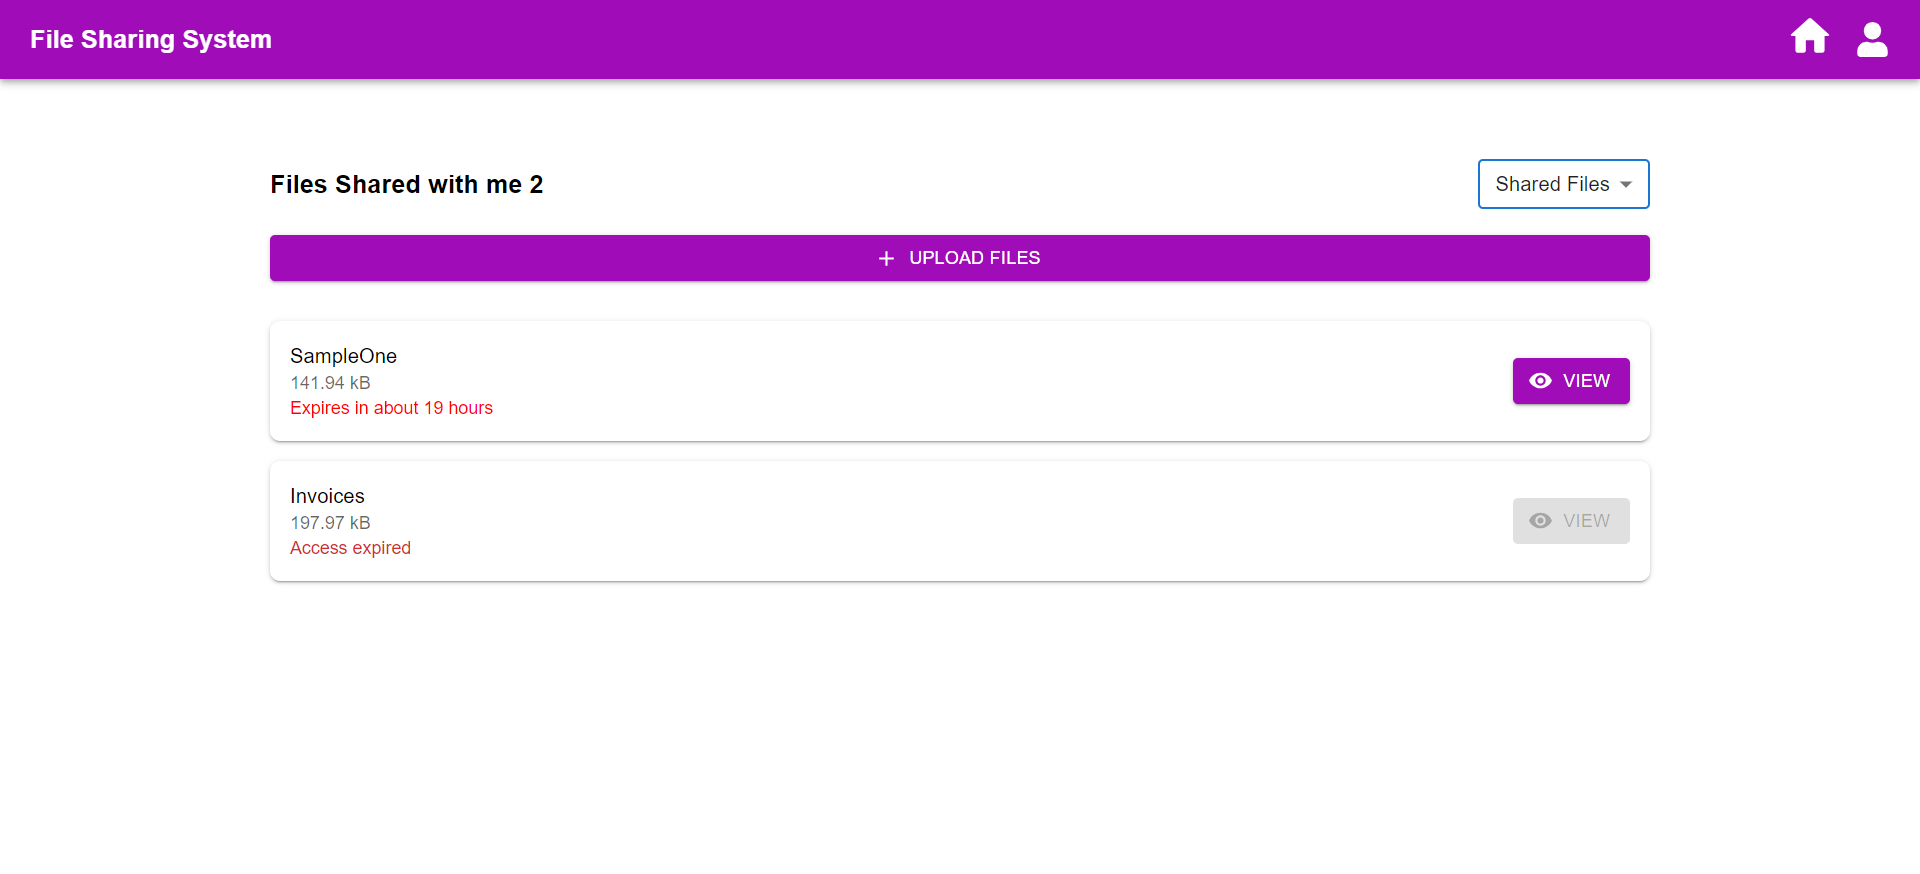 File Sharing System
Files Shared with me 2
Shared Files
UPLOAD FILES
SampleOne
141.94 kB
Expires in about 19 hours
VIEW
Invoices
197.97 kB
Access expired
VIEW